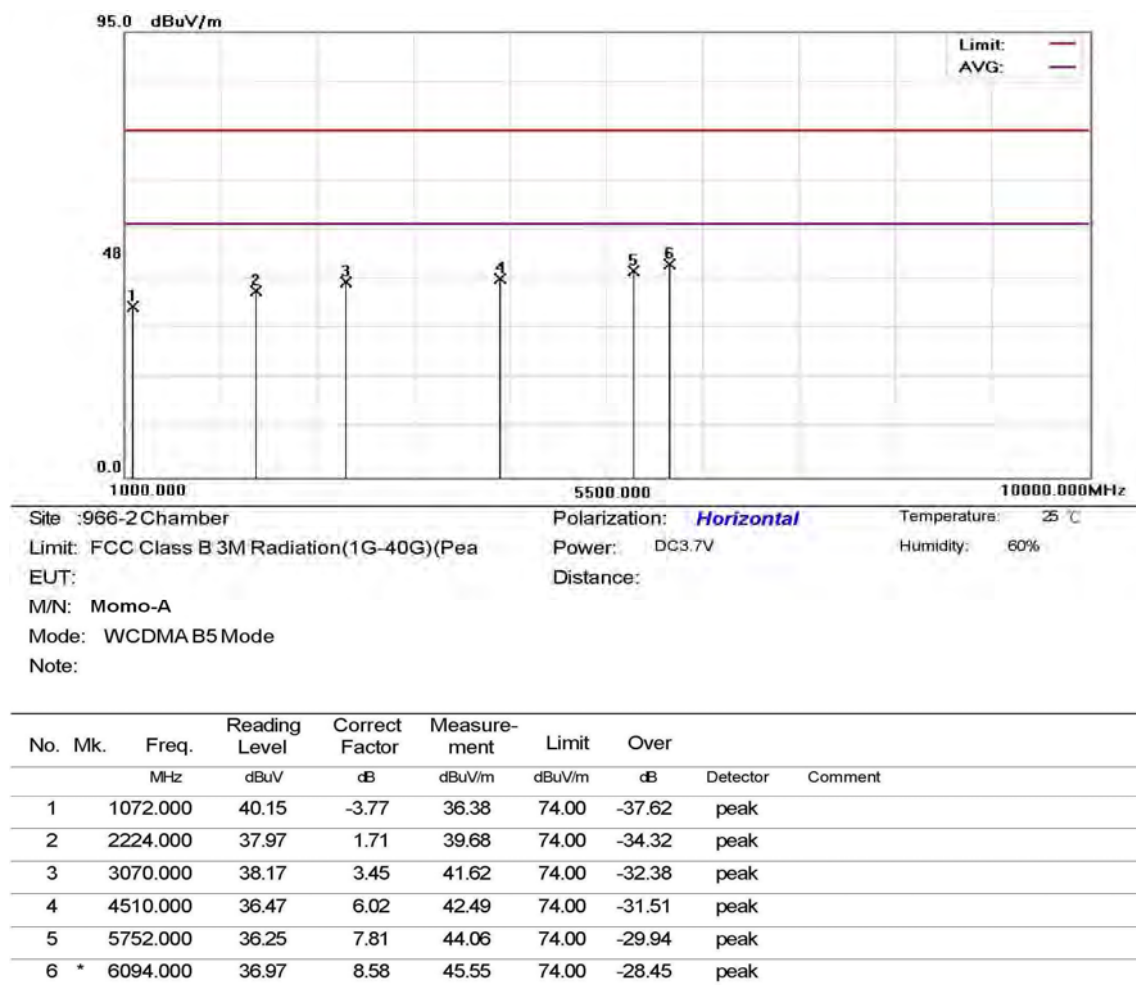 95.0 dBuV/m
Limit:
AVG:
48
1 2 3 4 5 6
0.0
1000.000 5500.000 10000.000MHz
Site :966-2 Chamber Polarization: Horizontal Temperature: 25 ℃
Limit: FCC Class B 3M Radiation(1G-40G)(Pea Power: DC3.7V Humidity: 60%
EUT: Distance:
M/N: Momo-A
Mode: WCDMA B5 Mode
Note:
No. Mk. Freq. Reading Level Correct Factor Measure-ment Limit Over
MHz dBuV dB dBuV/m dBuV/m dB Detector Comment
1 1072.000 40.15 -3.77 36.38 74.00 -37.62 peak
2 2224.000 37.97 1.71 39.68 74.00 -34.32 peak
3 3070.000 38.17 3.45 41.62 74.00 -32.38 peak
4 4510.000 36.47 6.02 42.49 74.00 -31.51 peak
5 5752.000 36.25 7.81 44.06 74.00 -29.94 peak
6 * 6094.000 36.97 8.58 45.55 74.00 -28.45 peak